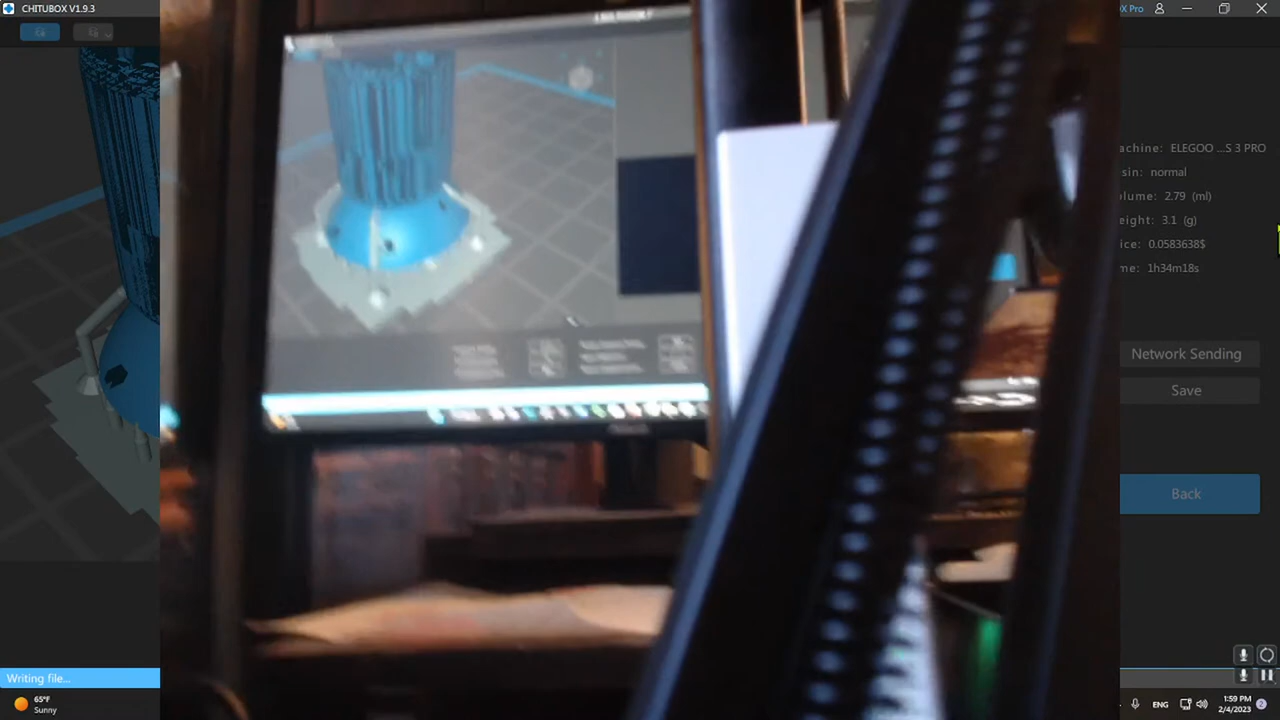 CHITUBOX V1.9.3
OX Pro
achine: ELEGOO ...S 3 PRO
sin: normal
lume: 2.79 (ml)
eight: 3.1 (g)
ice: 0.0583638$
me: 1h34m18s
Network Sending
Save
Back
Writing file...
65°F
Sunny
ENG
1:59 PM
2/4/2023
2